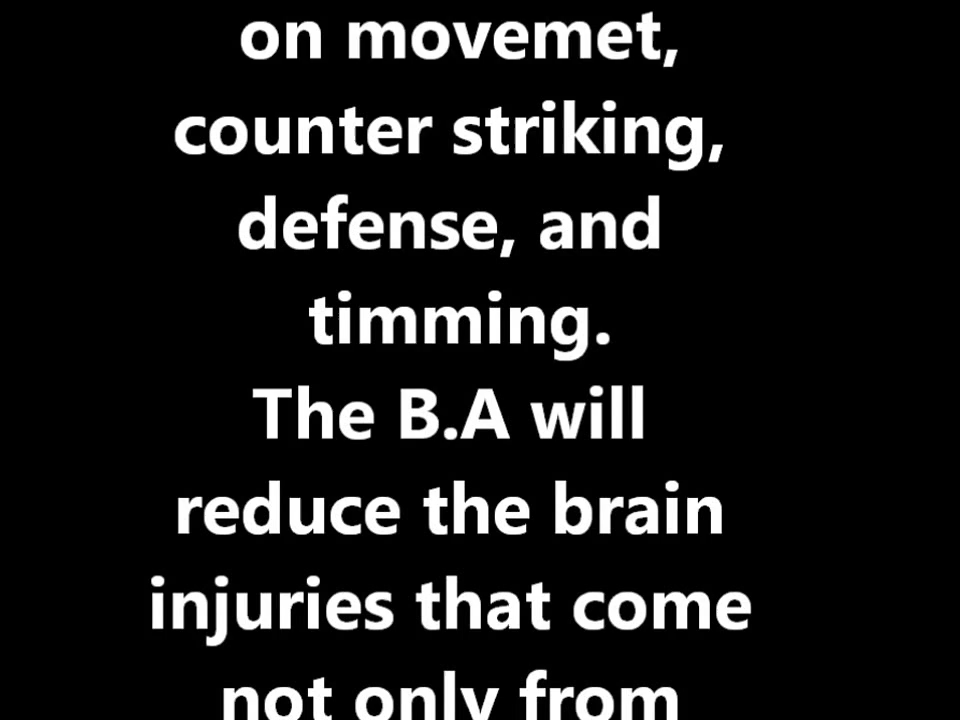 on movemet,
counter striking,
defense, and
timming.
The B.A will
reduce the brain
injuries that come
not only from